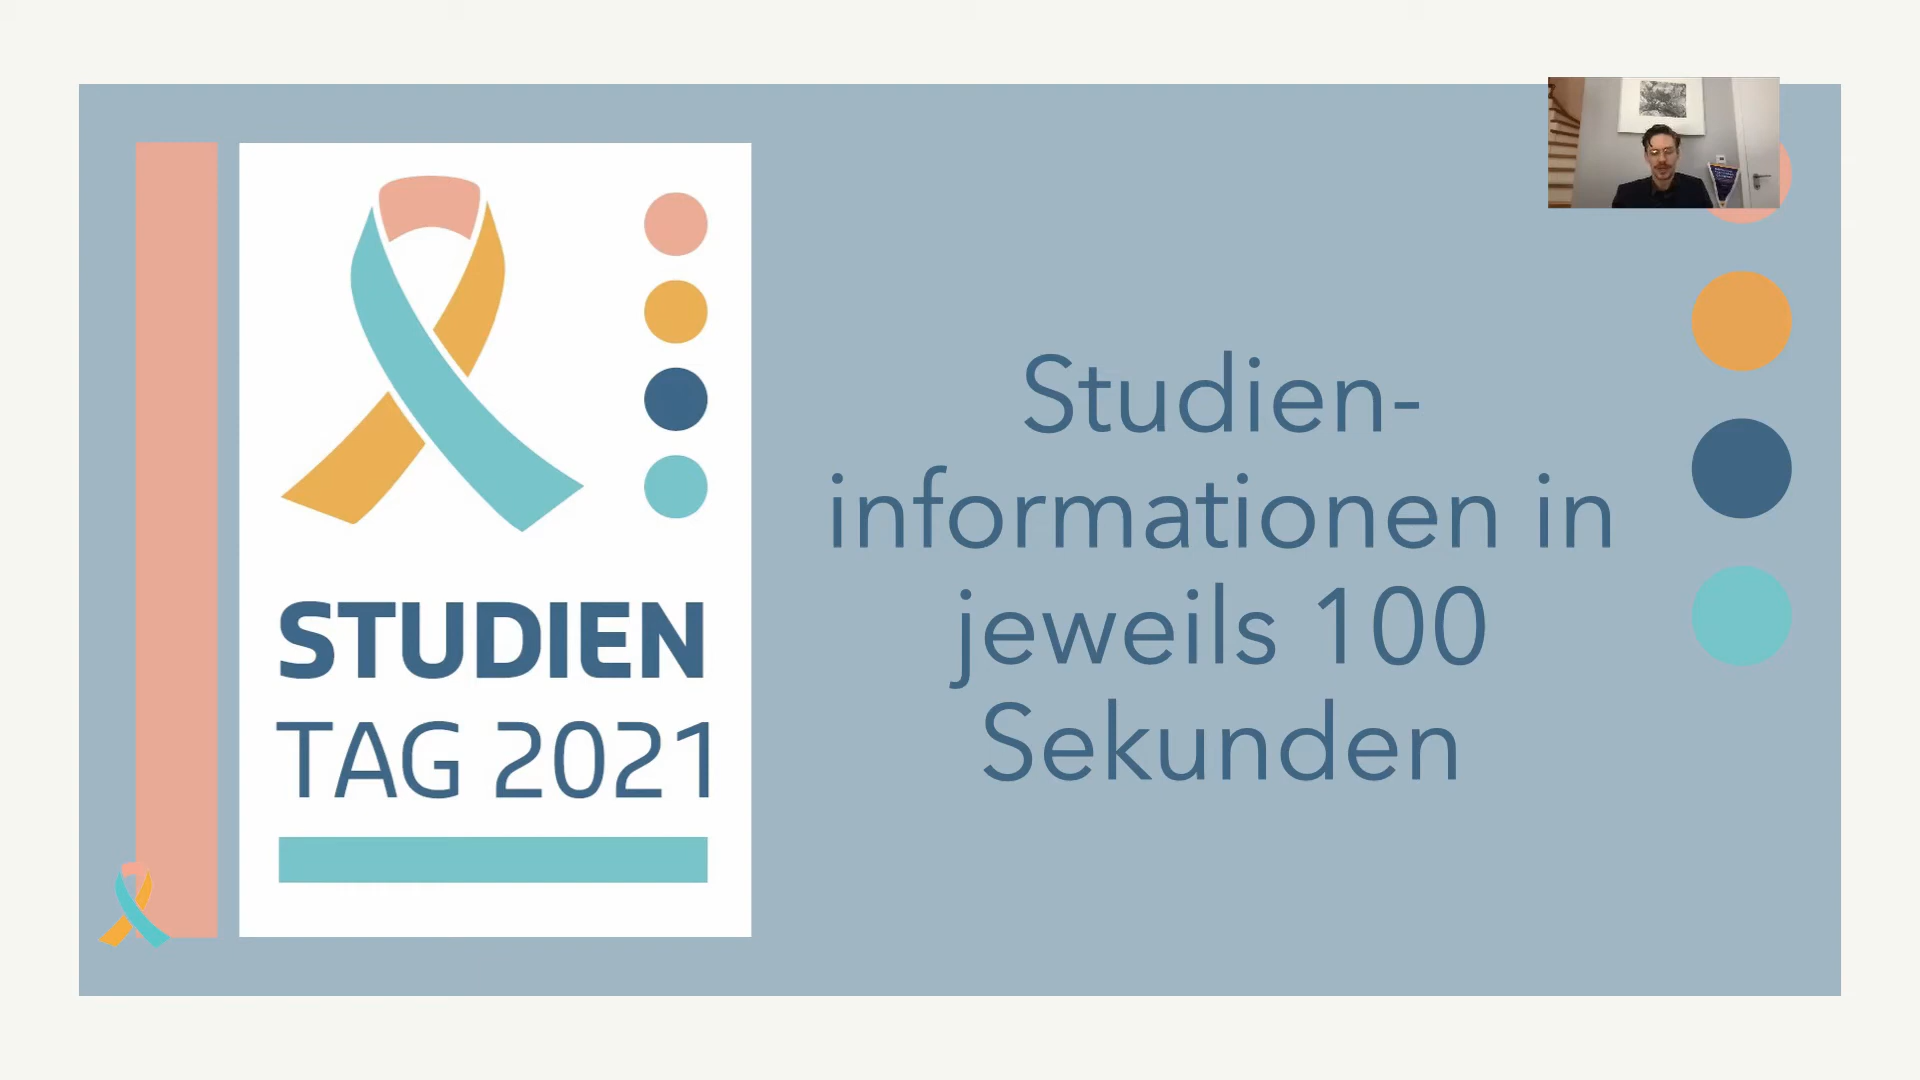 STUDIEN
TAG 2021
Studien-
informationen in
jeweils 100
Sekunden